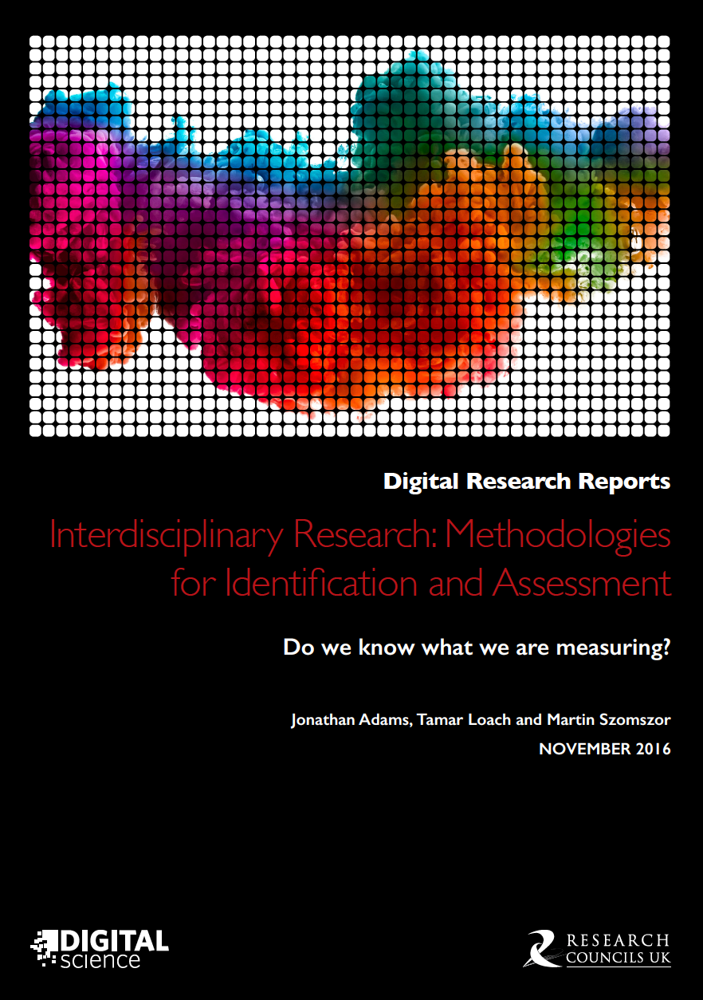 Digital Research Reports
Interdisciplinary Research: Methodologies
for Identification and Assessment
Do we know what we are measuring?
Jonathan Adams, Tamar Loach and Martin Szomszor
NOVEMBER 2016
DIGITAL
science
RESEARCH
COUNCILS UK